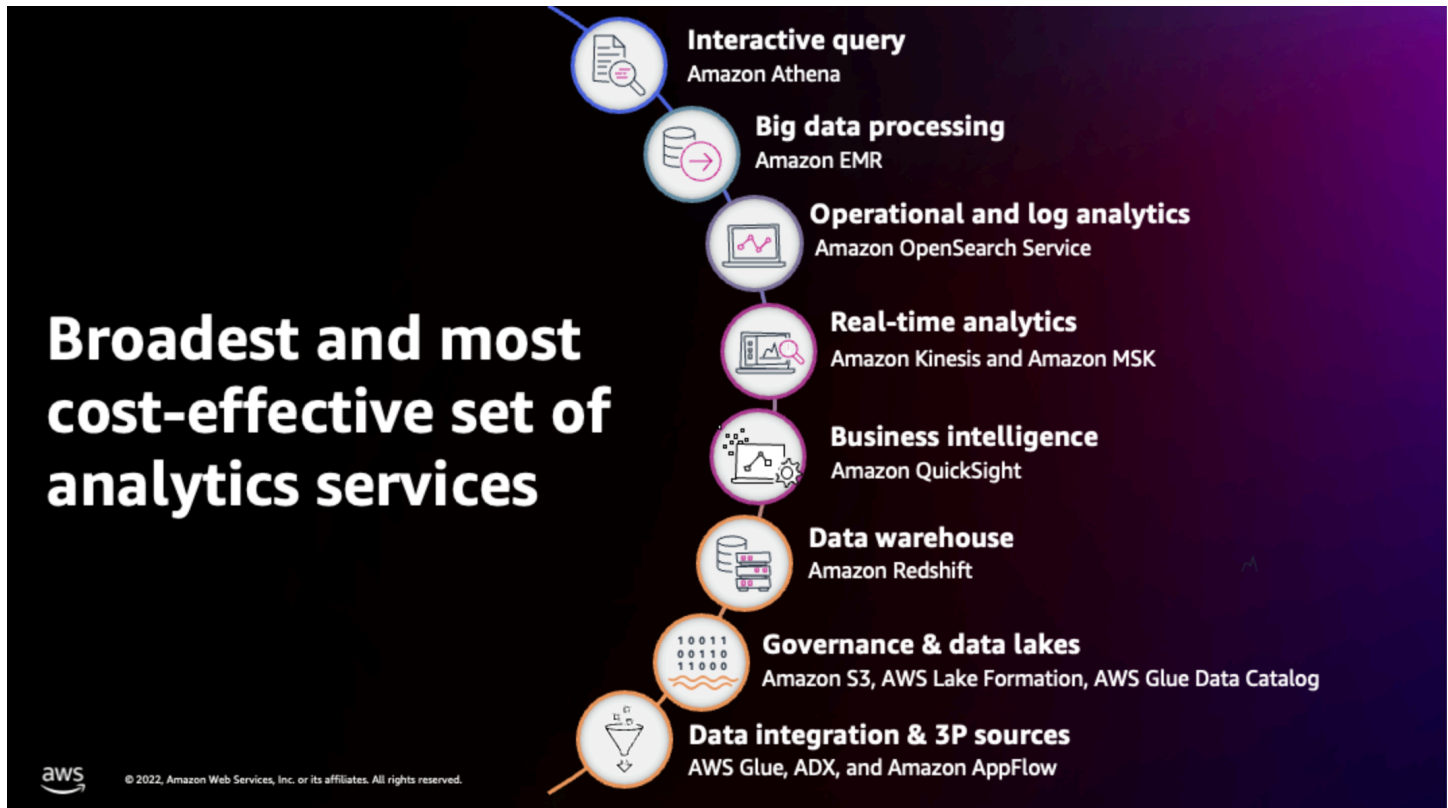 Interactive query
Amazon Athena
Big data processing
Amazon EMR
Operational and log analytics
Amazon OpenSearch Service
Real-time analytics
Amazon Kinesis and Amazon MSK
Broadest and most
cost-effective set of
analytics services
Business intelligence
Amazon QuickSight
Data warehouse
Amazon Redshift
10011
00110
11000
Governance & data lakes
Amazon S3, AWS Lake Formation, AWS Glue Data Catalog
Data integration & 3P sources
AWS Glue, ADX, and Amazon AppFlow
aws
© 2022, Amazon Web Services, Inc. or its affiliates. All rights reserved.